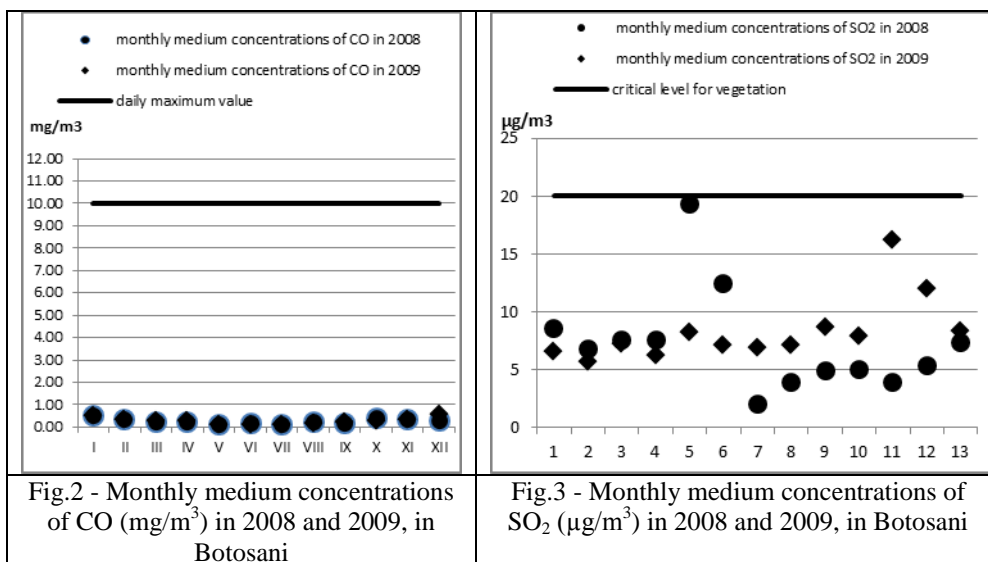 monthly medium concentrations of CO in 2008
monthly medium concentrations of CO in 2009
daily maximum value
mg/m3
12.00
11.00
10.00
9.00
8.00
7.00
6.00
5.00
4.00
3.00
2.00
1.00
0.00
I II III IV V VI VII VIII IX X XI XII
Fig.2 - Monthly medium concentrations
of CO (mg/m³) in 2008 and 2009, in
Botosani
monthly medium concentrations of SO2 in 2008
monthly medium concentrations of SO2 in 2009
critical level for vegetation
µg/m3
25
20
15
10
5
0
1 2 3 4 5 6 7 8 9 10 11 12 13
Fig.3 - Monthly medium concentrations of
SO₂ (µg/m³) in 2008 and 2009, in Botosani